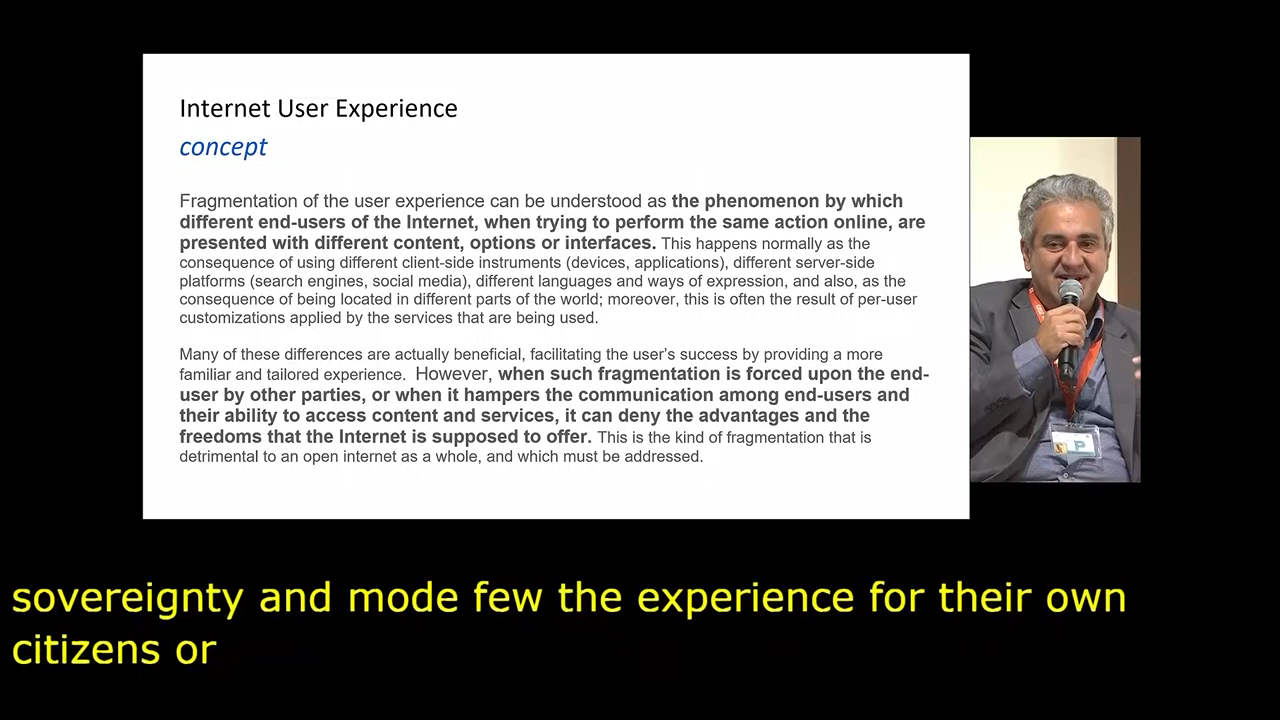 Internet User Experience
concept
Fragmentation of the user experience can be understood as the phenomenon by which
different end-users of the Internet, when trying to perform the same action online, are
presented with different content, options or interfaces. This happens normally as the
consequence of using different client-side instruments (devices, applications), different server-side
platforms (search engines, social media), different languages and ways of expression, and also, as the
consequence of being located in different parts of the world; moreover, this is often the result of per-user
customizations applied by the services that are being used.
Many of these differences are actually beneficial, facilitating the user’s success by providing a more
familiar and tailored experience.  However, when such fragmentation is forced upon the end-
user by other parties, or when it hampers the communication among end-users and
their ability to access content and services, it can deny the advantages and the
freedoms that the Internet is supposed to offer. This is the kind of fragmentation that is
detrimental to an open internet as a whole, and which must be addressed.
P
sovereignty and mode few the experience for their own
citizens or